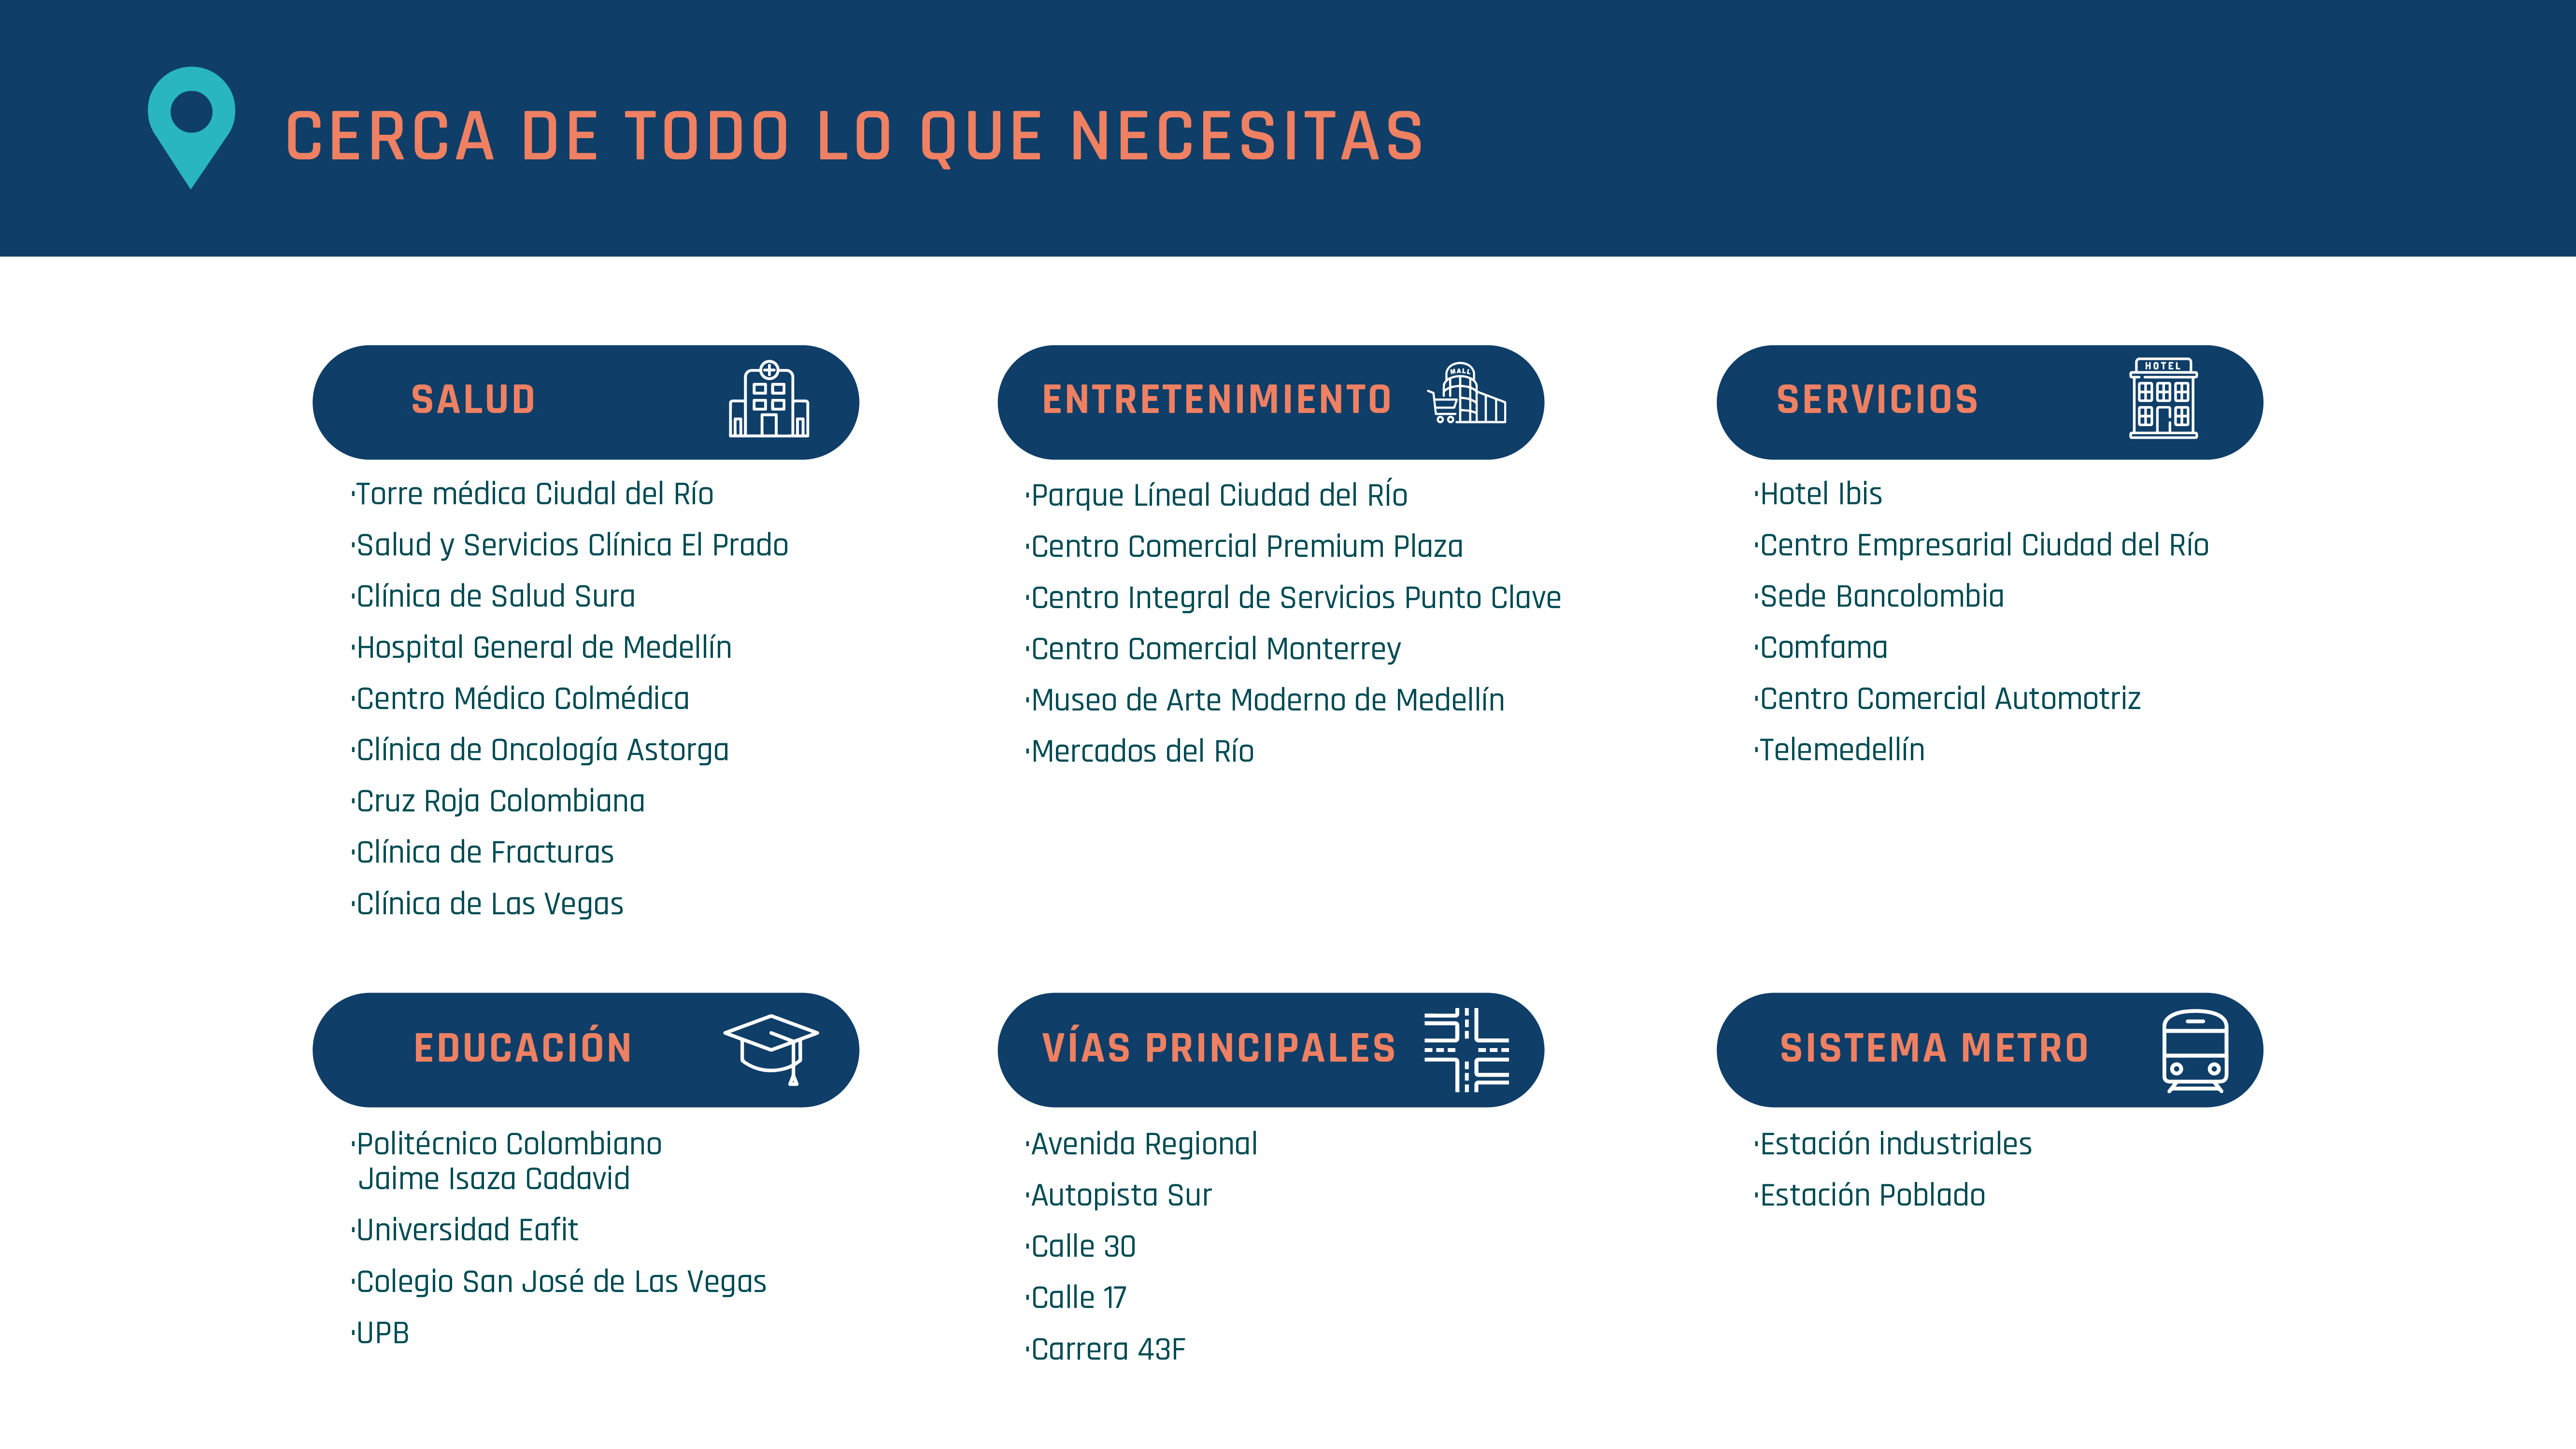 CERCA DE TODO LO QUE NECESITAS
SALUD
·Torre médica Ciudal del Río
·Salud y Servicios Clínica El Prado
·Clínica de Salud Sura
·Hospital General de Medellín
·Centro Médico Colmédica
·Clínica de Oncología Astorga
·Cruz Roja Colombiana
·Clínica de Fracturas
·Clínica de Las Vegas
ENTRETENIMIENTO
MALL
·Parque Líneal Ciudad del RÍo
·Centro Comercial Premium Plaza
·Centro Integral de Servicios Punto Clave
·Centro Comercial Monterrey
·Museo de Arte Moderno de Medellín
·Mercados del Río
SERVICIOS
HOTEL
·Hotel Ibis
·Centro Empresarial Ciudad del Río
·Sede Bancolombia
·Comfama
·Centro Comercial Automotriz
·Telemedellín
EDUCACIÓN
·Politécnico Colombiano
Jaime Isaza Cadavid
·Universidad Eafit
·Colegio San José de Las Vegas
·UPB
VÍAS PRINCIPALES
·Avenida Regional
·Autopista Sur
·Calle 30
·Calle 17
·Carrera 43F
SISTEMA METRO
·Estación industriales
·Estación Poblado